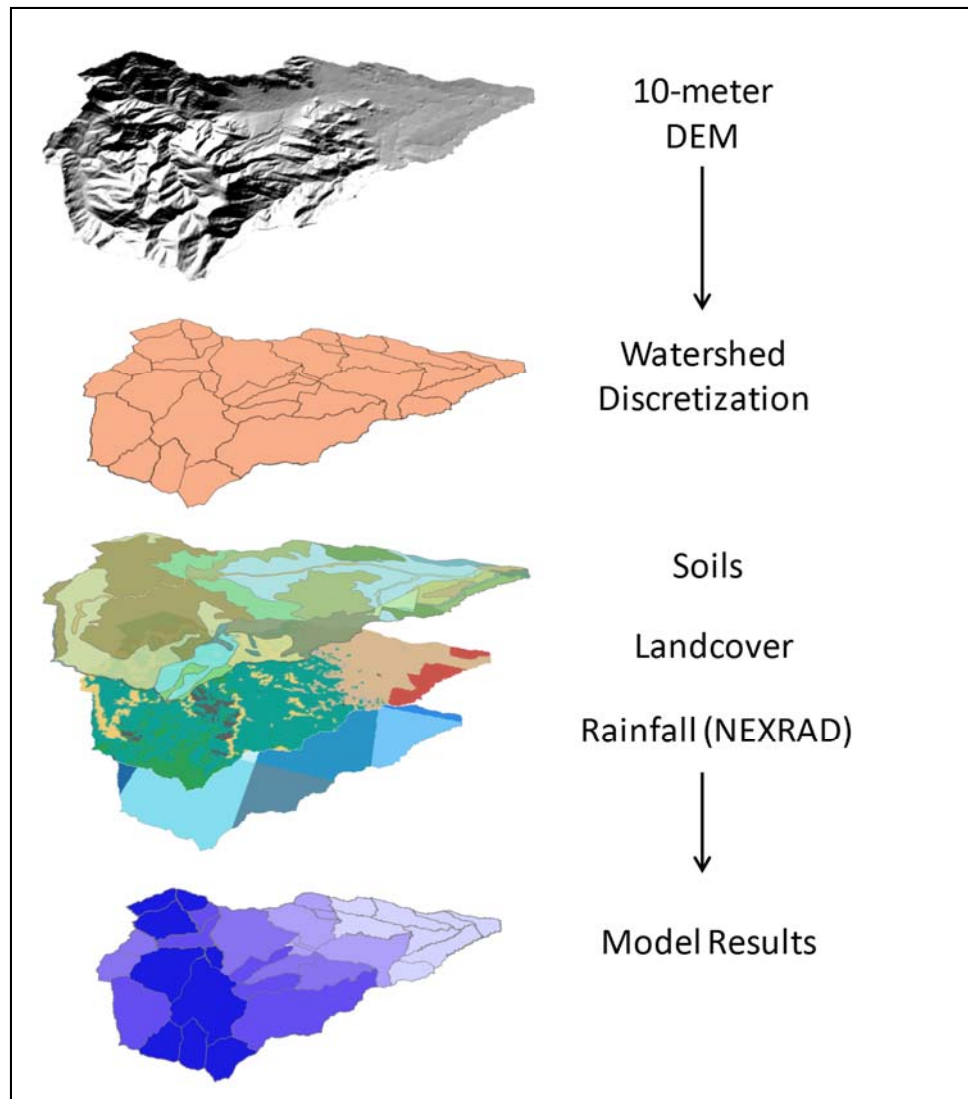 10-meter
DEM
Watershed
Discretization
Soils
Landcover
Rainfall (NEXRAD)
Model Results